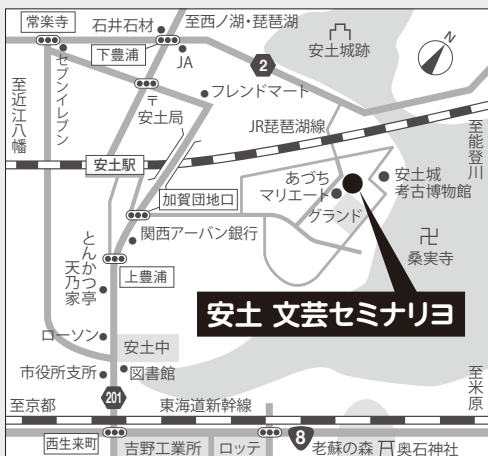 常楽寺
石井石材
至西ノ湖・琵琶湖
下豊浦
JA
セブンイレブン
2
安土城跡
N
〒
安土局
フレンドマート
至近江八幡
JR琵琶湖線
至能登川
安土駅
あづち
マリエート
安土城
考古博物館
加賀団地口
グランド
関西アーバン銀行
卍
桑実寺
とんかつ亭
天乃家
上豊浦
安土 文芸セミナリヨ
ローソン
安土中
市役所支所
図書館
至米原
201
至京都
東海道新幹線
西生来町
吉野工業所
ロッテ
8
老蘇の森
奥石神社